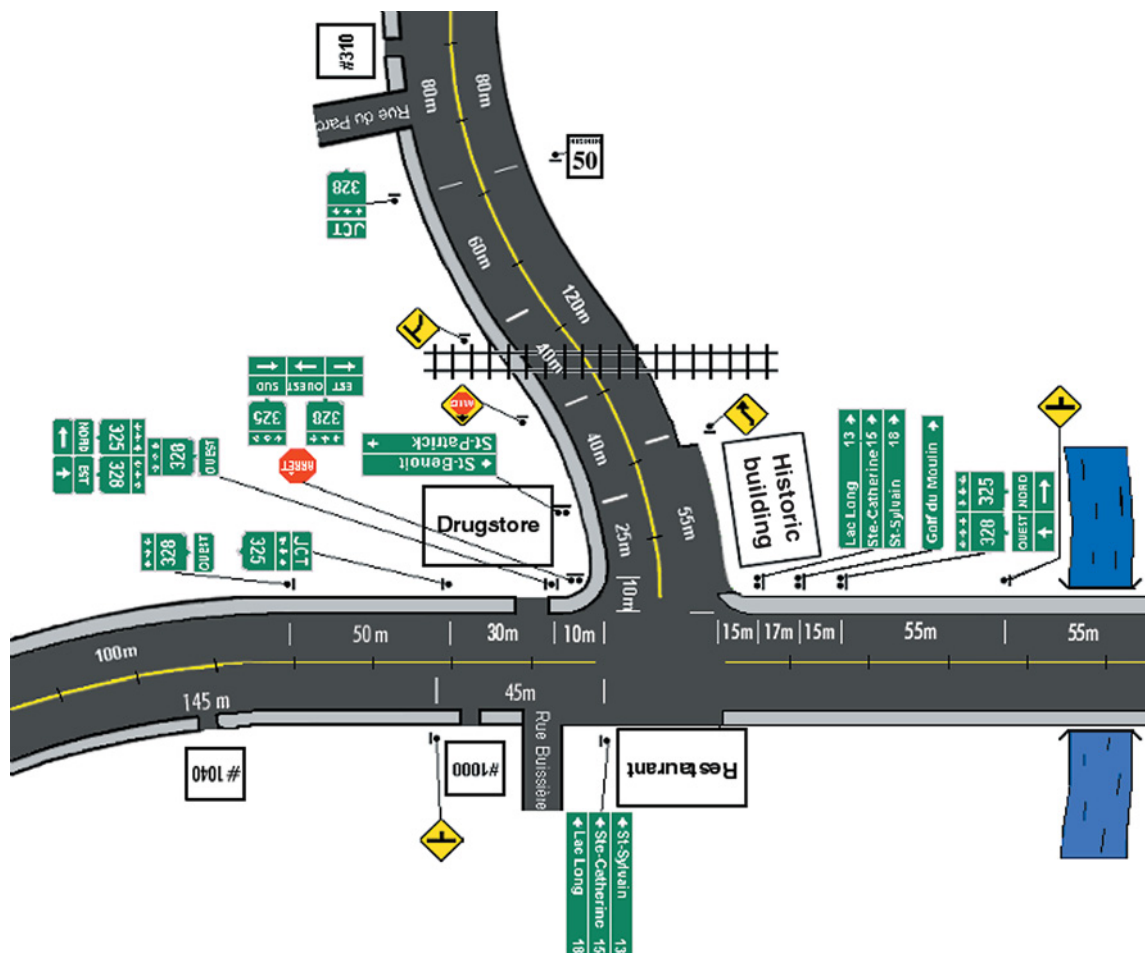 #310
80m
80m
Rue du Parc
MAXIMUM
50
JCT
328
60m
120m
40m
SUD
OUEST
EST
325
328
ARRÊT
NORD
EST
325
328
328
OUEST
328
OUEST
JCT
325
St-Benoit
St-Patrick
Drugstore
40m
25m
10m
55m
Historic
building
Lac Long 13
Ste-Catherine 15
St-Sylvain 18
Golf du Moulin
328
325
OUEST
NORD
100m
50 m
30m
10m
15m
17m
15m
55m
55m
145 m
45m
Rue Buissière
# 1040
#1000
Restaurant
Lac Long 18
Ste-Catherine 15
St-Sylvain 13